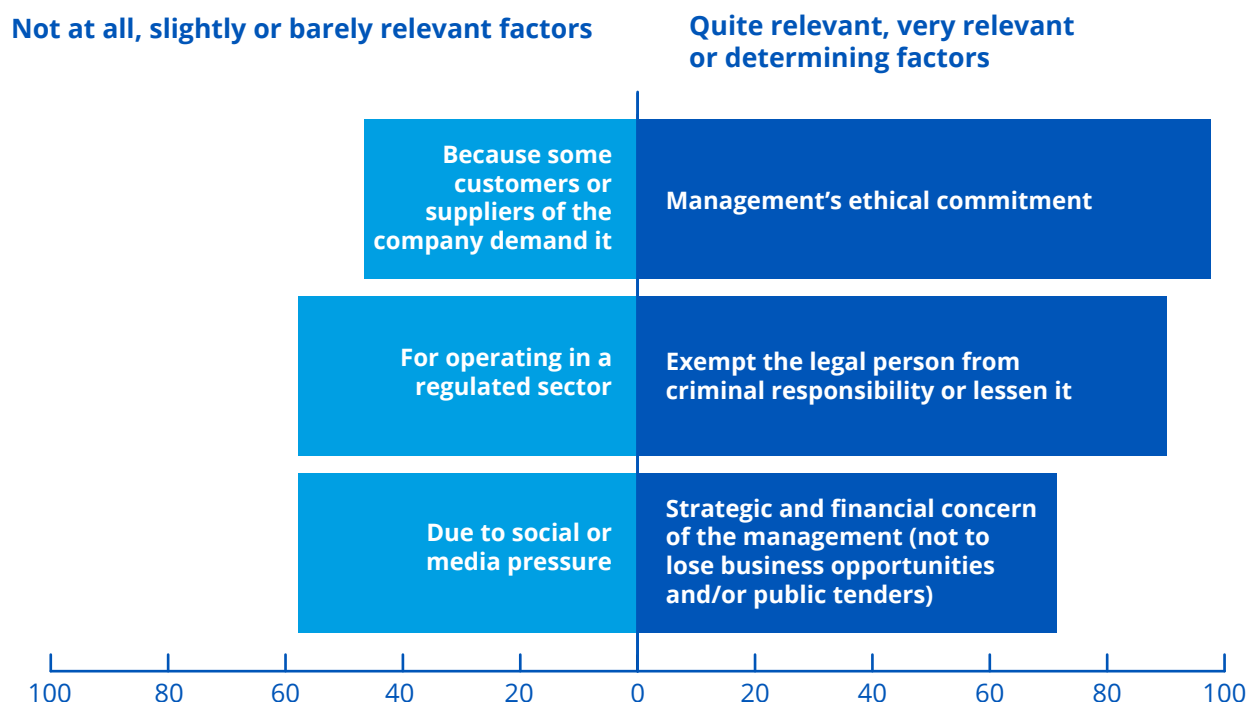 Not at all, slightly or barely relevant factors
Quite relevant, very relevant
or determining factors
Because some
customers or
suppliers of the
company demand it
Management’s ethical commitment
For operating in a
regulated sector
Exempt the legal person from
criminal responsibility or lessen it
Due to social or
media pressure
Strategic and financial concern
of the management (not to
lose business opportunities
and/or public tenders)
100 80 60 40 20 0 20 40 60 80 100